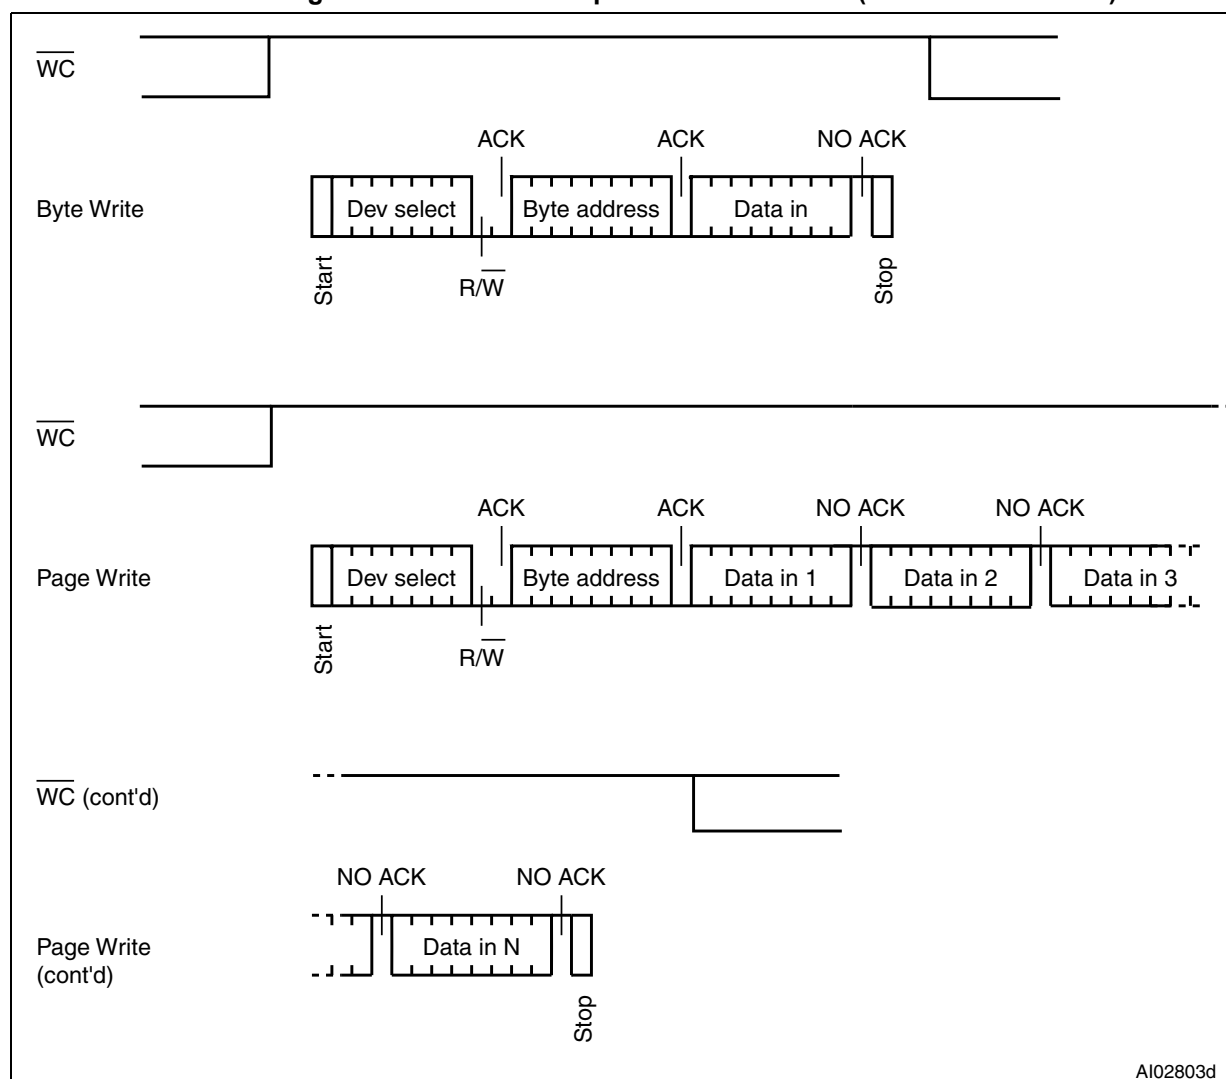 WC
ACK ACK NO ACK
Byte Write Dev select Byte address Data in
Start R/W Stop
WC
ACK ACK NO ACK NO ACK
Page Write Dev select Byte address Data in 1 Data in 2 Data in 3
Start R/W
WC (cont'd)
NO ACK NO ACK
Page Write Data in N
(cont'd)
Stop
AI02803d